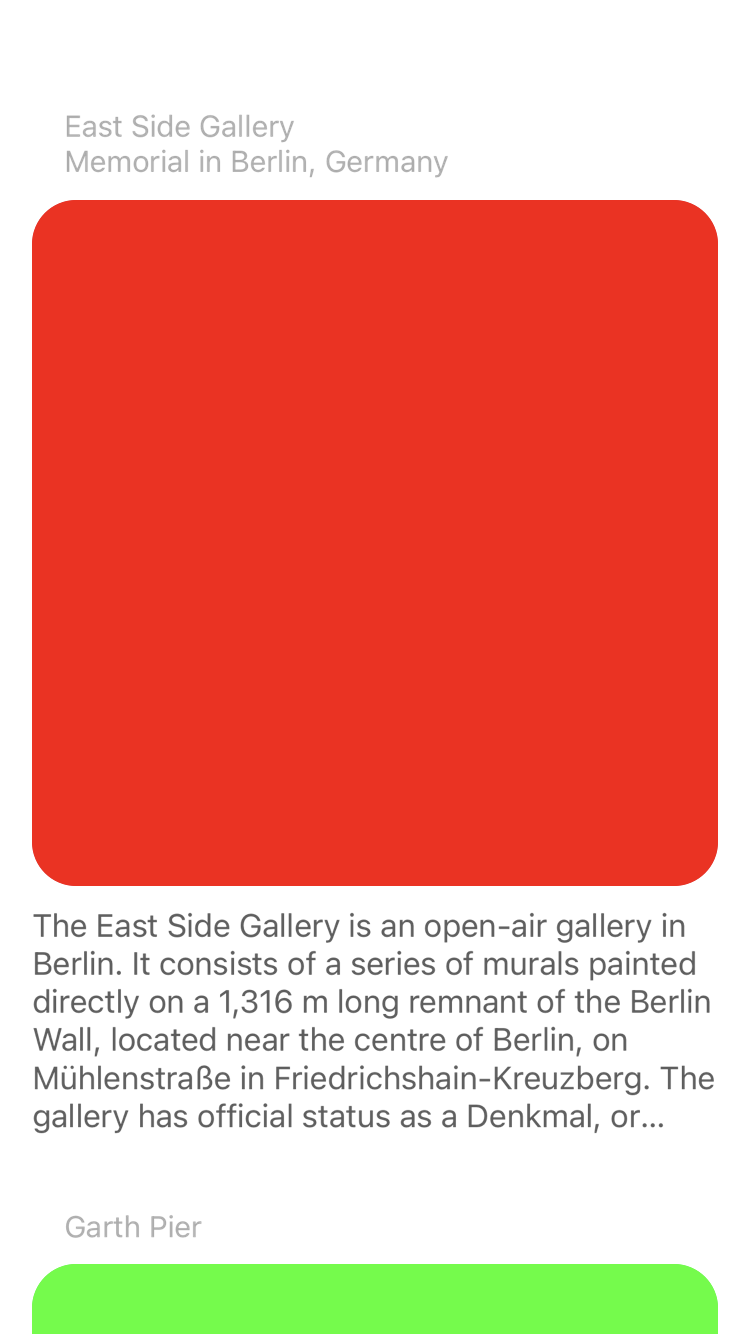 East Side Gallery
Memorial in Berlin, Germany
The East Side Gallery is an open-air gallery in
Berlin. It consists of a series of murals painted
directly on a 1,316 m long remnant of the Berlin
Wall, located near the centre of Berlin, on
Mühlenstraße in Friedrichshain-Kreuzberg. The
gallery has official status as a Denkmal, or...
Garth Pier